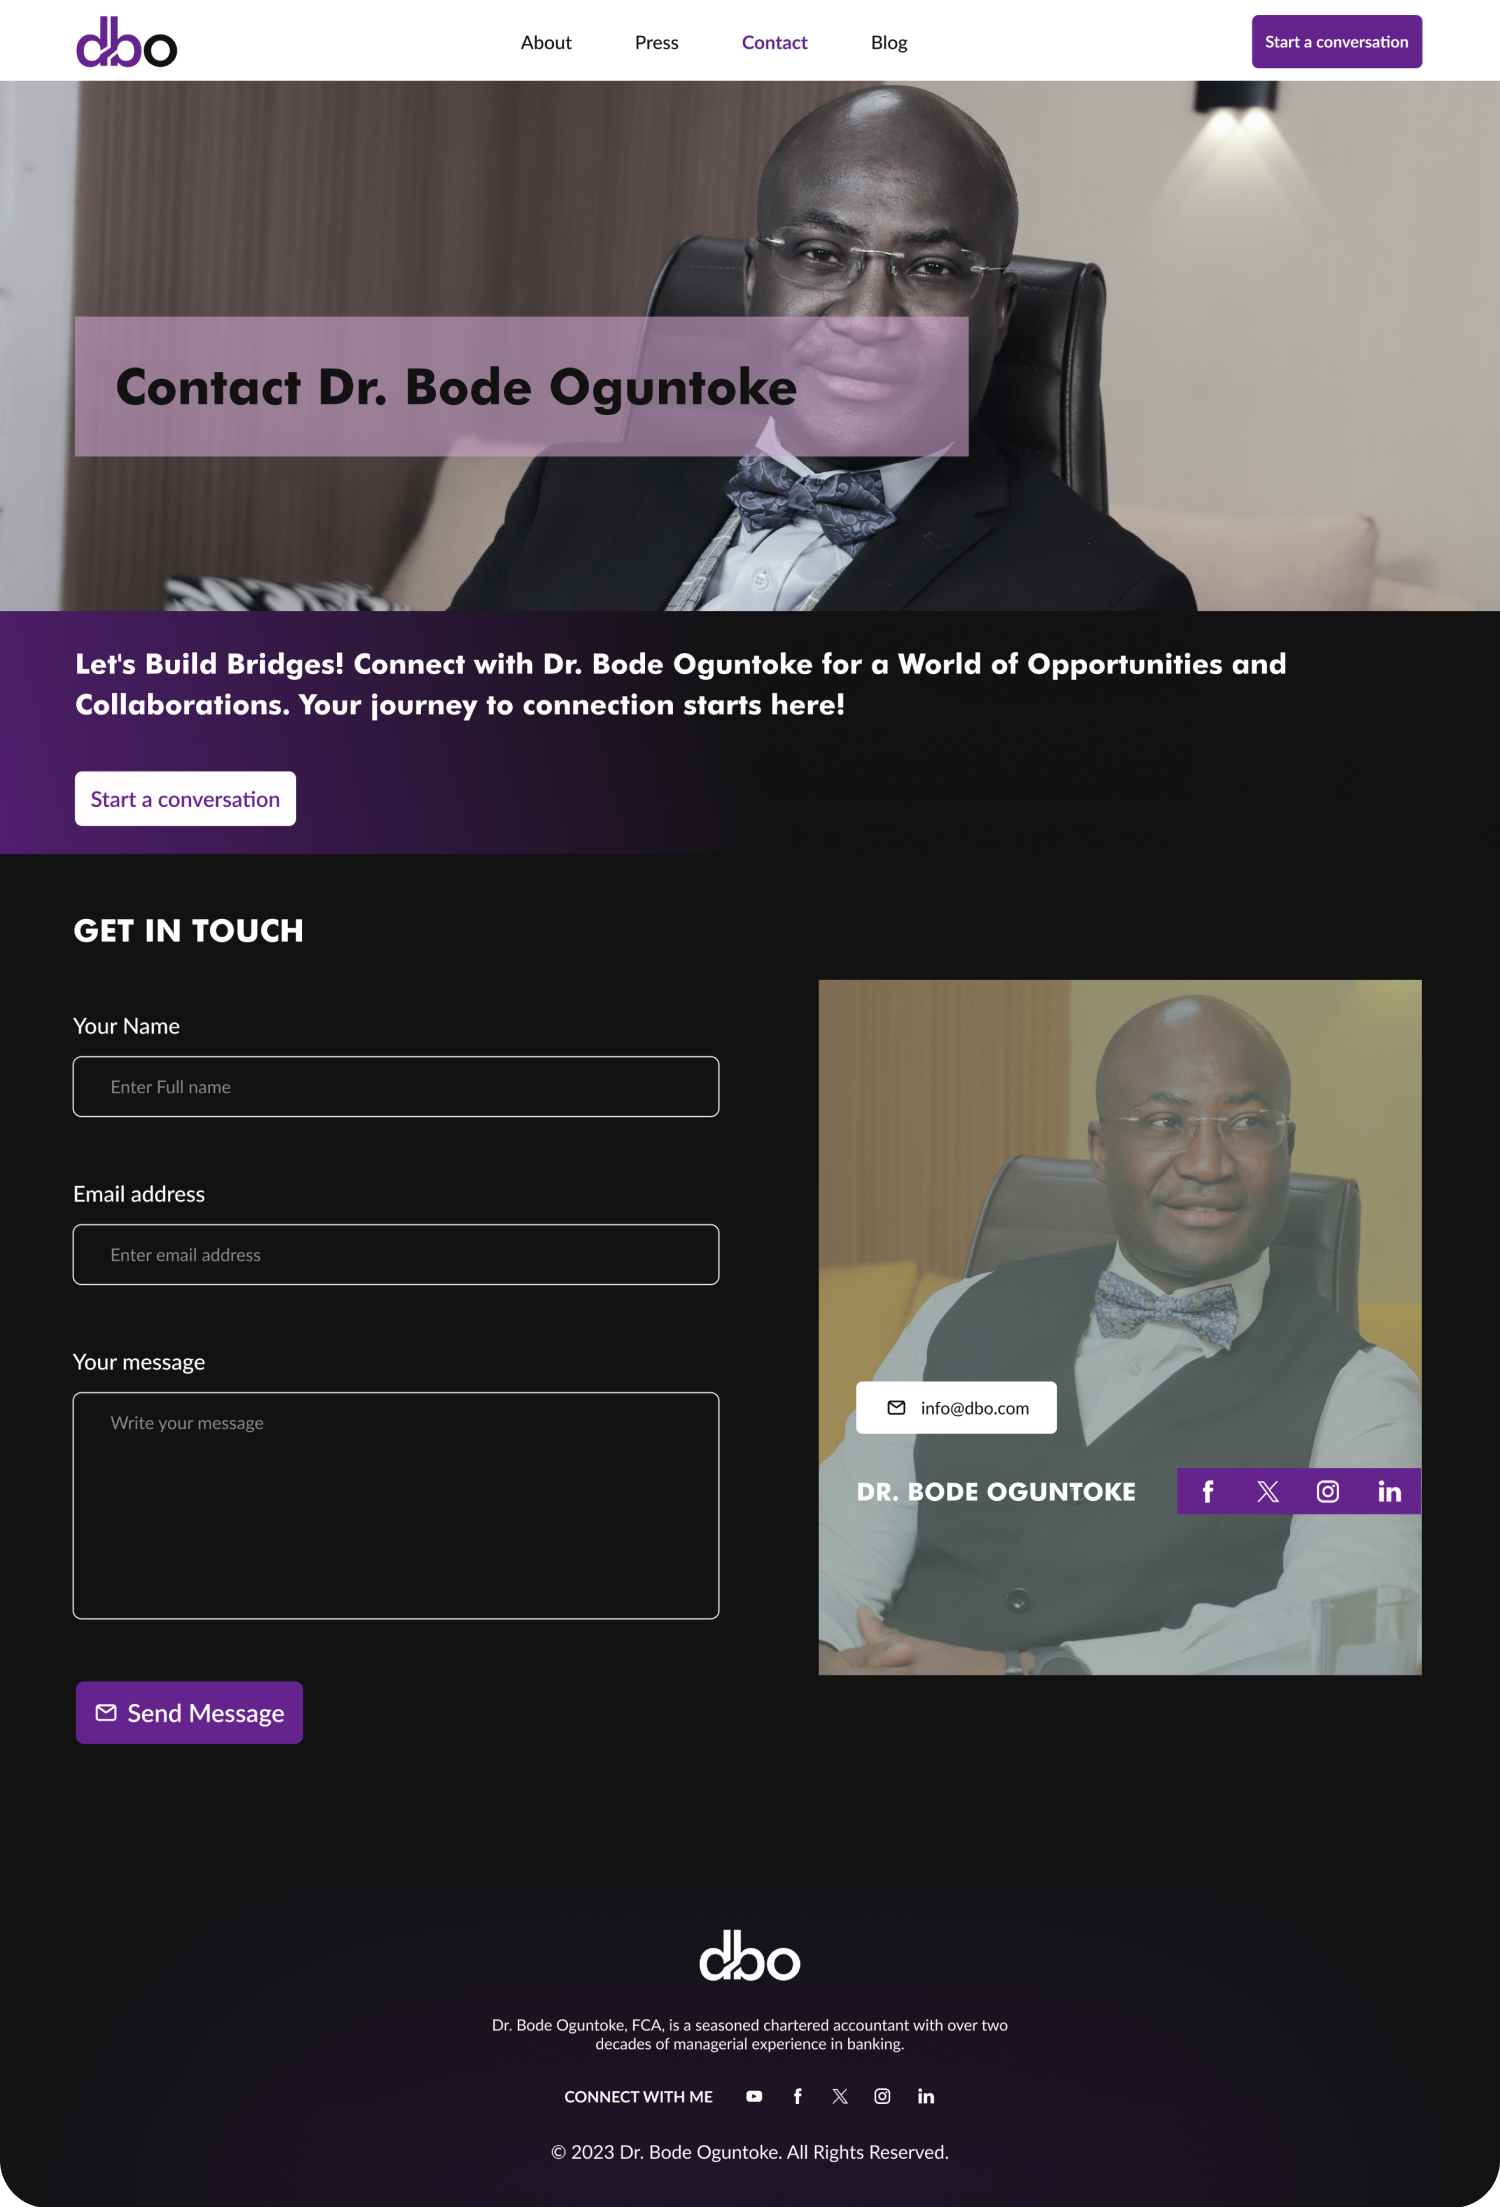 dbo
About
Press
Contact
Blog
Start a conversation
Contact Dr. Bode Oguntoke
Let's Build Bridges! Connect with Dr. Bode Oguntoke for a World of Opportunities and
Collaborations. Your journey to connection starts here!
Start a conversation
GET IN TOUCH
Your Name
Enter Full name
Email address
Enter email address
Your message
Write your message
Send Message
info@dbo.com
DR. BODE OGUNTOKE
dbo
Dr. Bode Oguntoke, FCA, is a seasoned chartered accountant with over two
decades of managerial experience in banking.
CONNECT WITH ME
© 2023 Dr. Bode Oguntoke. All Rights Reserved.